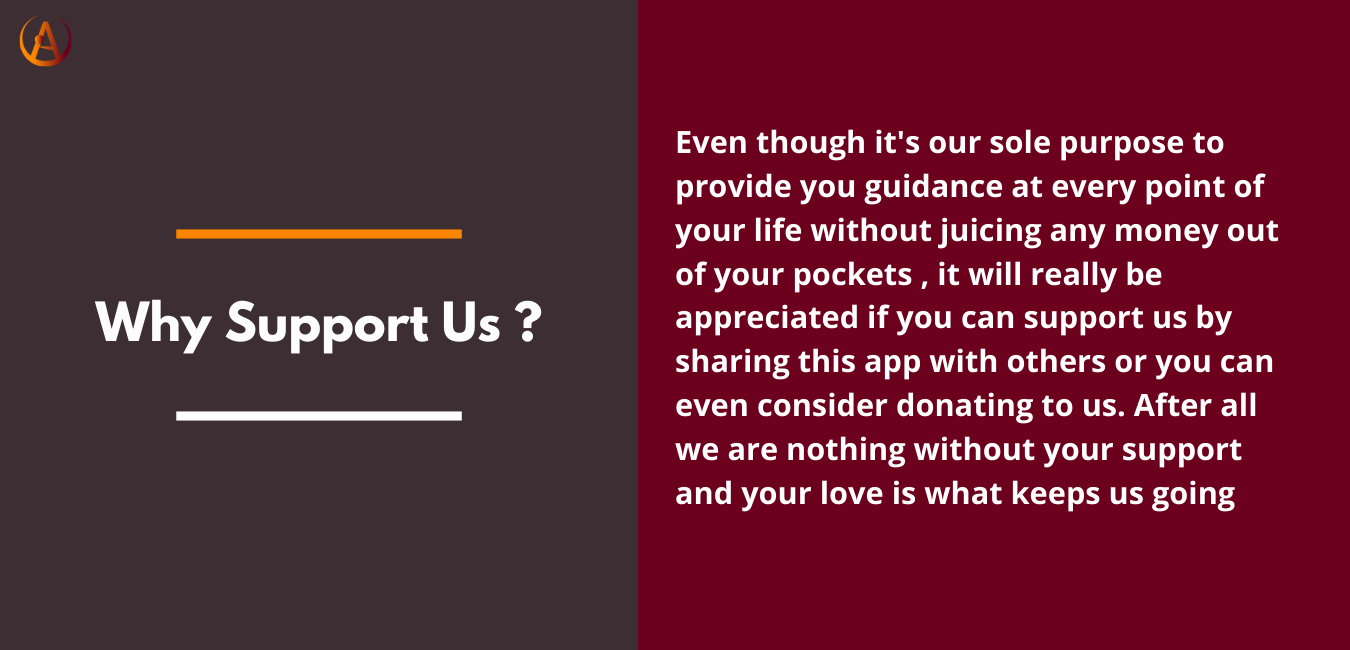 Why Support Us ?
Even though it's our sole purpose to
provide you guidance at every point of
your life without juicing any money out
of your pockets , it will really be
appreciated if you can support us by
sharing this app with others or you can
even consider donating to us. After all
we are nothing without your support
and your love is what keeps us going